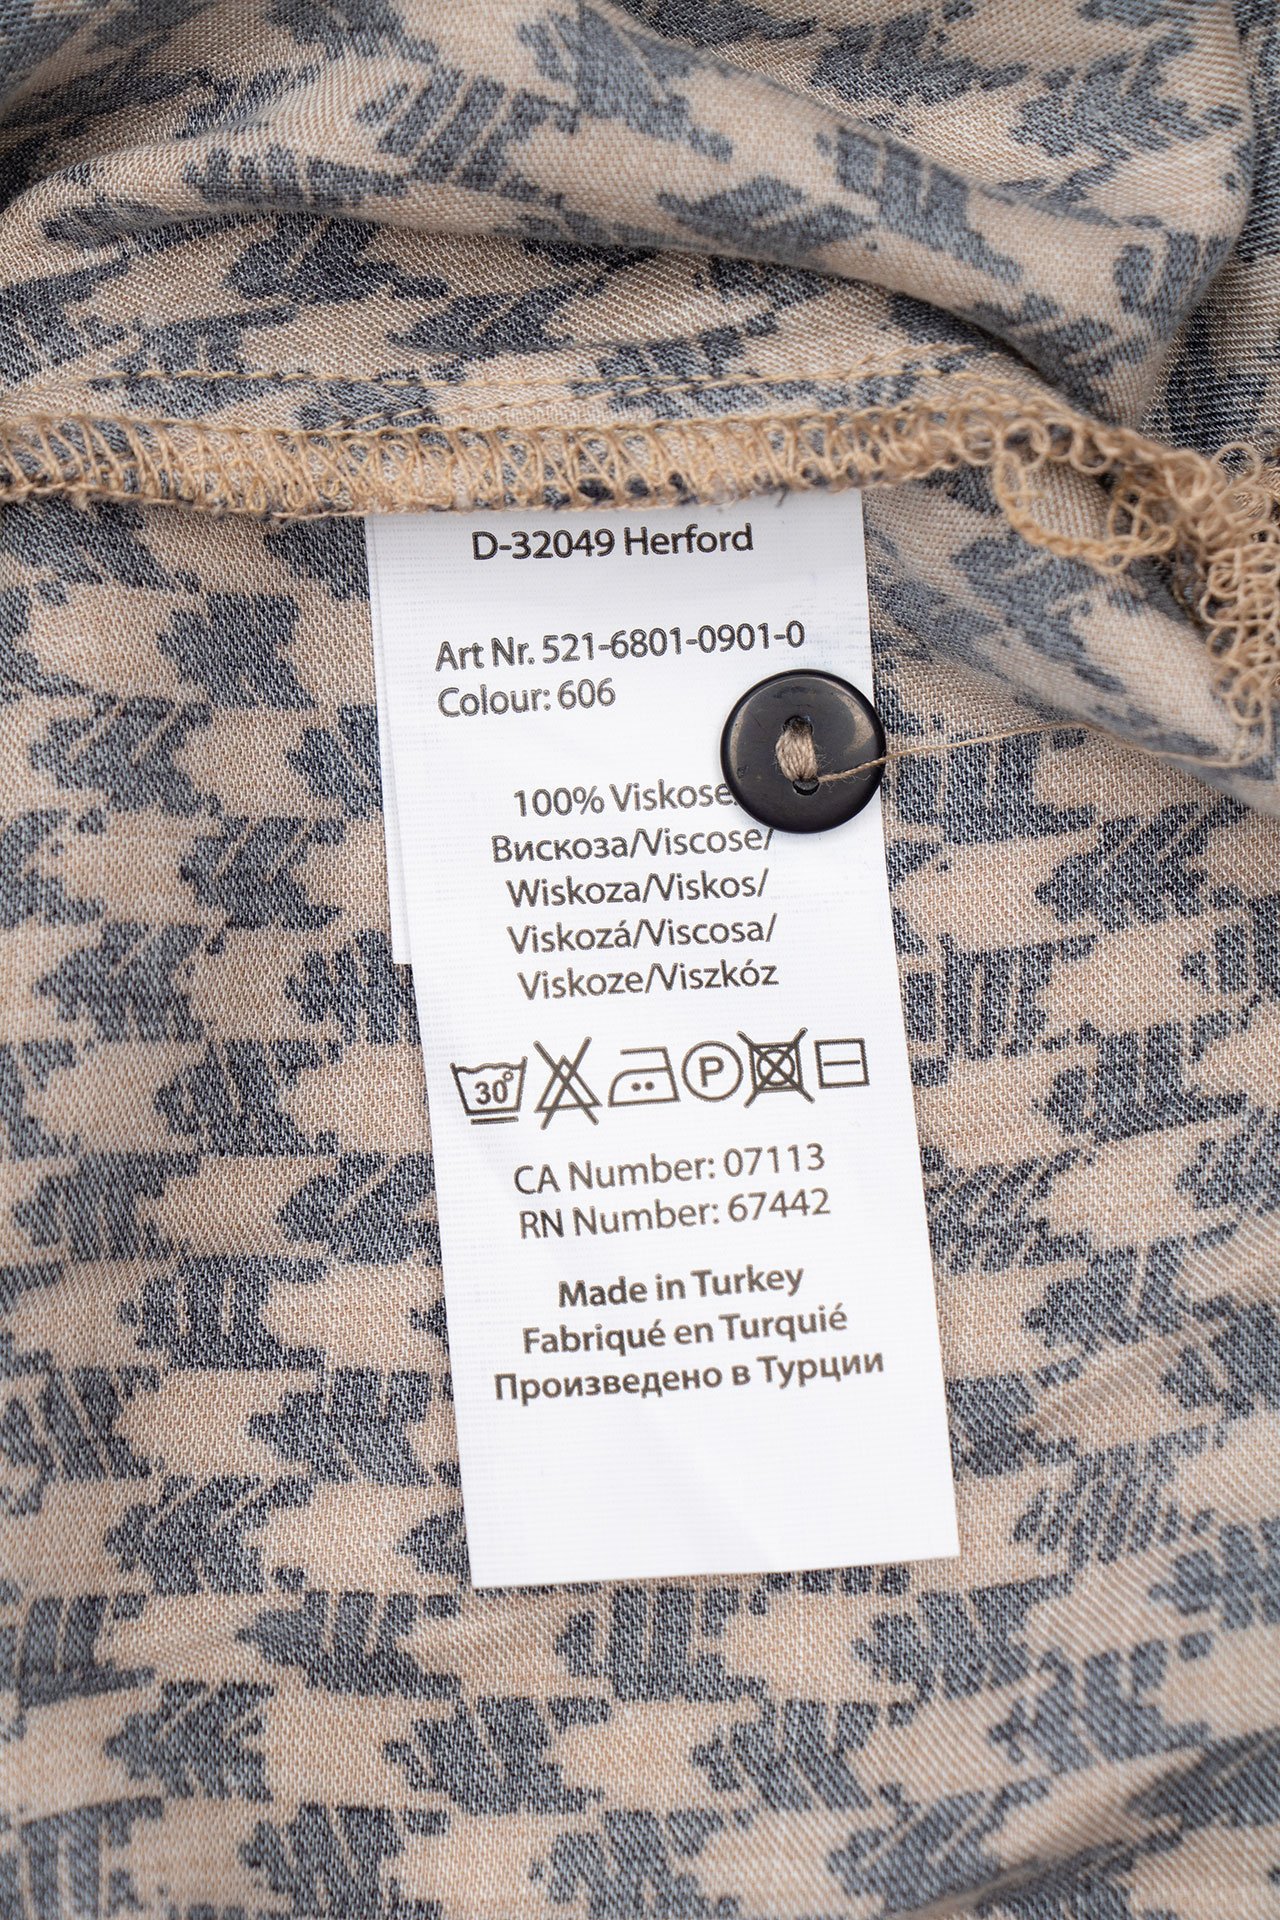 D-32049 Herford
Art Nr. 521-6801-0901-0
Colour: 606
100% Viskose
Вискоза/Viscose/
Wiskoza/Viskos/
Viskozá/Viscosa/
Viskoze/Viszkóz
30°
P
CA Number: 07113
RN Number: 67442
Made in Turkey
Fabriqué en Turquié
Произведено в Турции